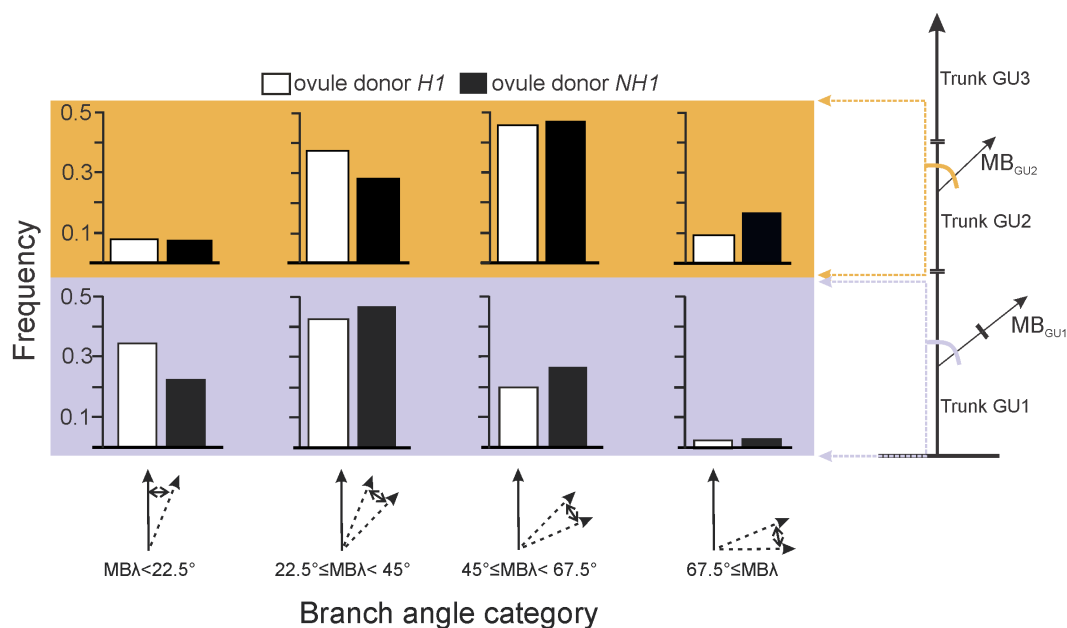 ovule donor H1 ovule donor NH1
Frequency
0.5
0.3
0.1
0.5
0.3
0.1
Trunk GU3
MBGU2
Trunk GU2
MBGU1
Trunk GU1
MBλ<22.5°
22.5°≤MBλ< 45°
45°≤MBλ< 67.5°
67.5°≤MBλ
Branch angle category